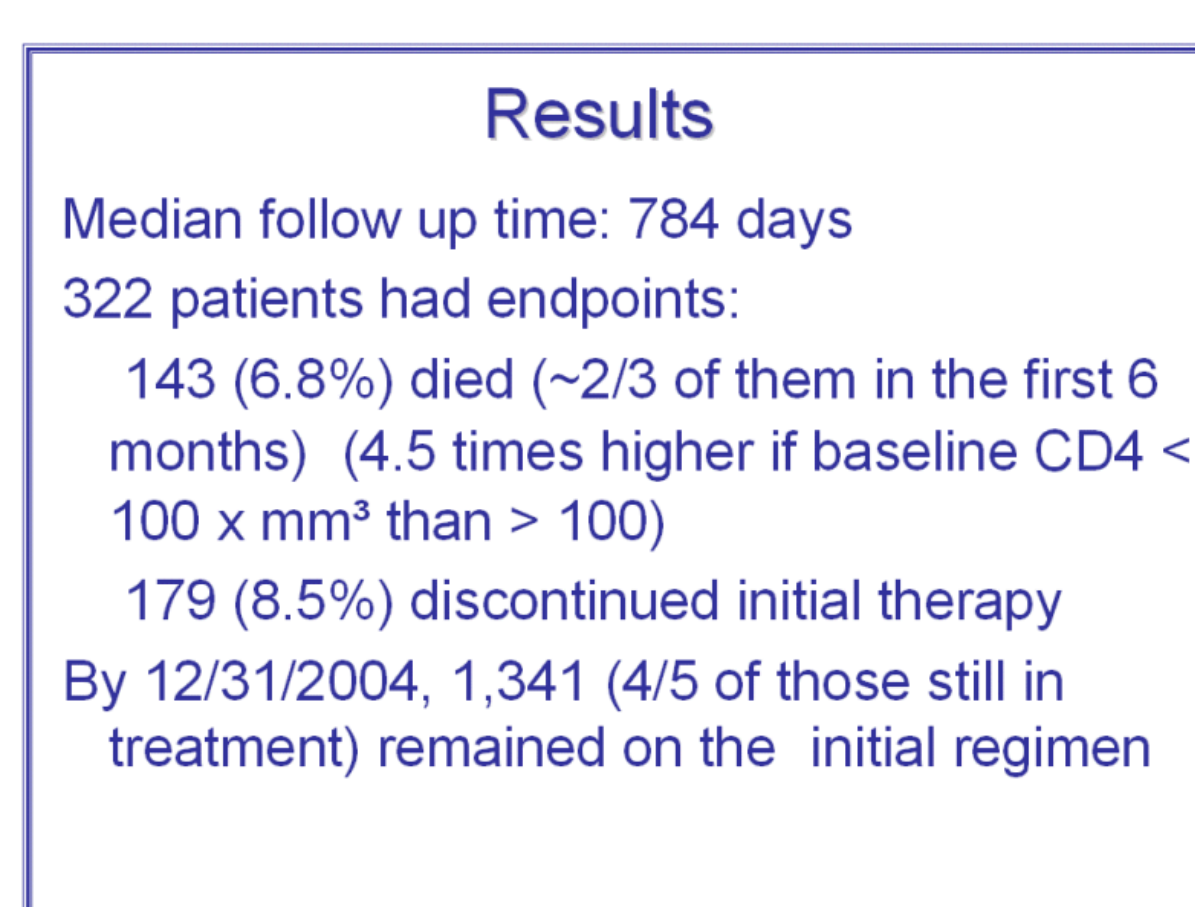 Results
Median follow up time: 784 days
322 patients had endpoints:
143 (6.8%) died (~2/3 of them in the first 6
months)  (4.5 times higher if baseline CD4 <
100 x mm³ than > 100)
179 (8.5%) discontinued initial therapy
By 12/31/2004, 1,341 (4/5 of those still in
treatment) remained on the  initial regimen